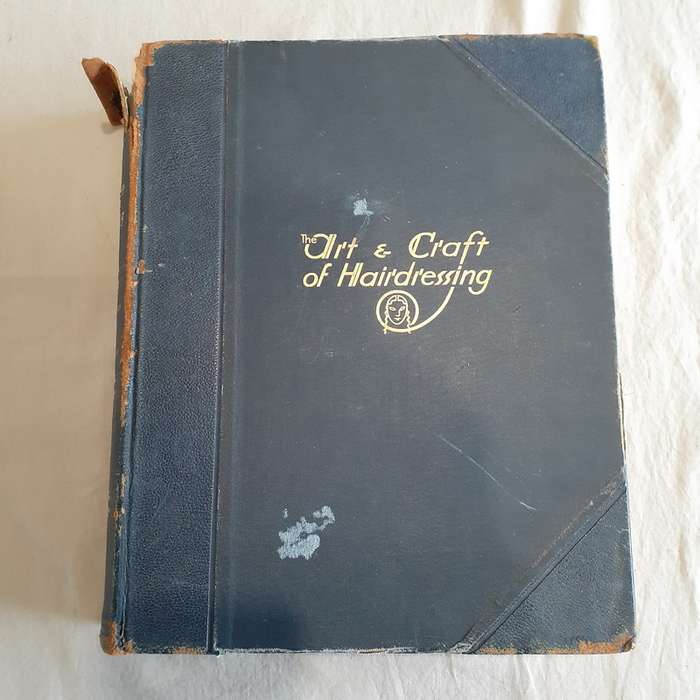 The Art & Craft
of Hairdressing